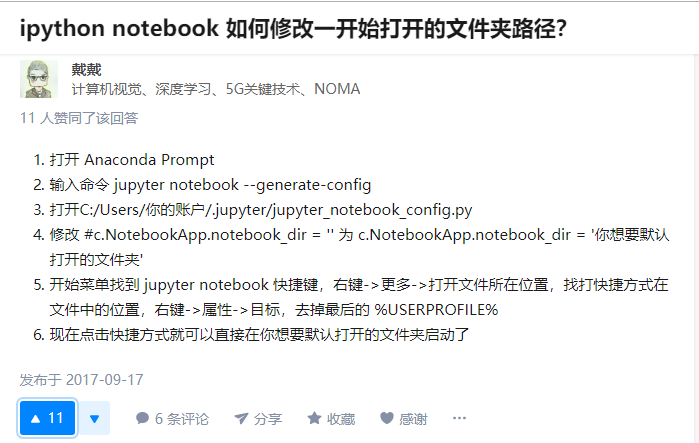 ipython notebook 如何修改一开始打开的文件夹路径?
戴戴
计算机视觉、深度学习、5G关键技术、NOMA
11 人赞同了该回答
1. 打开 Anaconda Prompt
2. 输入命令 jupyter notebook --generate-config
3. 打开C:/Users/你的账户/.jupyter/jupyter_notebook_config.py
4. 修改 #c.NotebookApp.notebook_dir = '' 为 c.NotebookApp.notebook_dir = '你想要默认
打开的文件夹'
5. 开始菜单找到 jupyter notebook 快捷键，右键->更多->打开文件所在位置，找打快捷方式在
文件中的位置，右键->属性->目标，去掉最后的 %USERPROFILE%
6. 现在点击快捷方式就可以直接在你想要默认打开的文件夹启动了
发布于 2017-09-17
11 6 条评论 分享 收藏 感谢